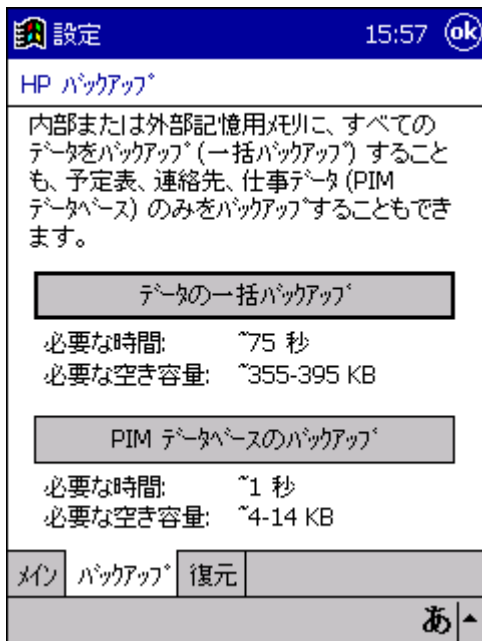 設定 15:57 ok
HP ﾊﾞｯｸｱｯﾌﾟ
内部または外部記憶用ﾒﾓﾘに、すべての
ﾃﾞｰﾀをﾊﾞｯｸｱｯﾌﾟ(一括ﾊﾞｯｸｱｯﾌﾟ) すること
も、予定表、連絡先、仕事ﾃﾞｰﾀ (PIM
ﾃﾞｰﾀﾍﾞｰｽ) のみをﾊﾞｯｸｱｯﾌﾟすることもでき
ます。
ﾃﾞｰﾀの一括ﾊﾞｯｸｱｯﾌﾟ
必要な時間: ~75 秒
必要な空き容量: ~355-395 KB
PIM ﾃﾞｰﾀﾍﾞｰｽのﾊﾞｯｸｱｯﾌﾟ
必要な時間: ~1 秒
必要な空き容量: ~4-14 KB
ﾒｲﾝ ﾊﾞｯｸｱｯﾌﾟ 復元
あ